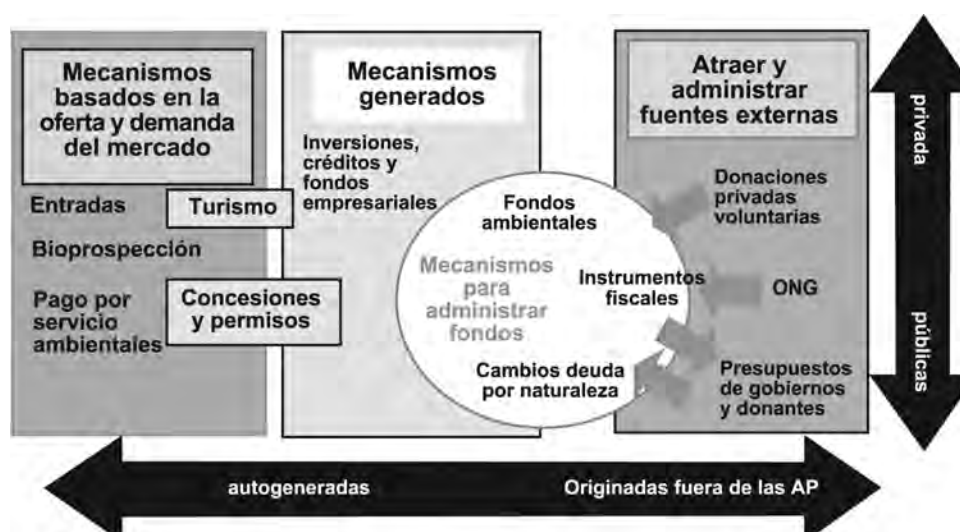 Mecanismos
basados en la
oferta y demanda
del mercado
Entradas
Turismo
Bioprospección
Pago por
servicio
ambientales
Concesiones
y permisos
Mecanismos
generados
Inversiones,
créditos y
fondos
empresariales
Fondos
ambientales
Mecanismos
para
administrar
fondos
Instrumentos
fiscales
Cambios deuda
por naturaleza
Atraer y
administrar
fuentes externas
Donaciones
privadas
voluntarias
ONG
Presupuestos
de gobiernos
y donantes
privada
públicas
autogeneradas
Originadas fuera de las AP